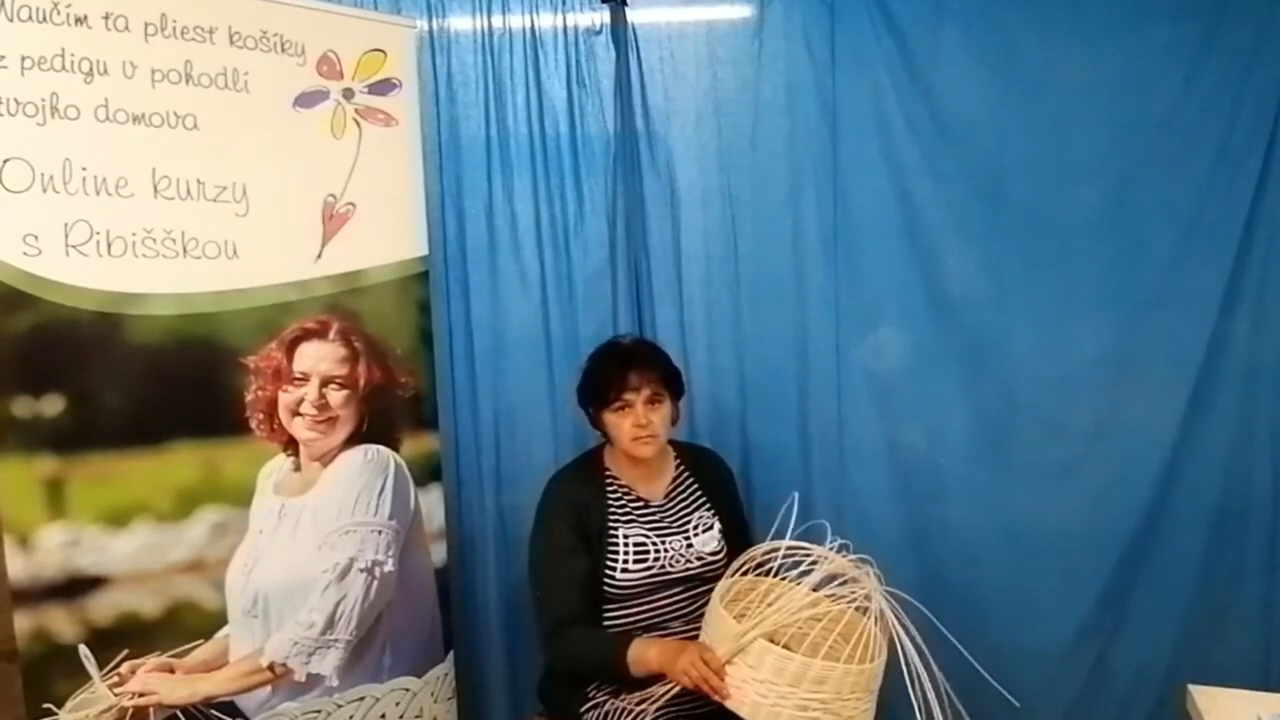 Naučím ťa pliesť košíky
z pedigu v pohodlí
tvojho domova
Online kurzy
s Ribišškou
D&G